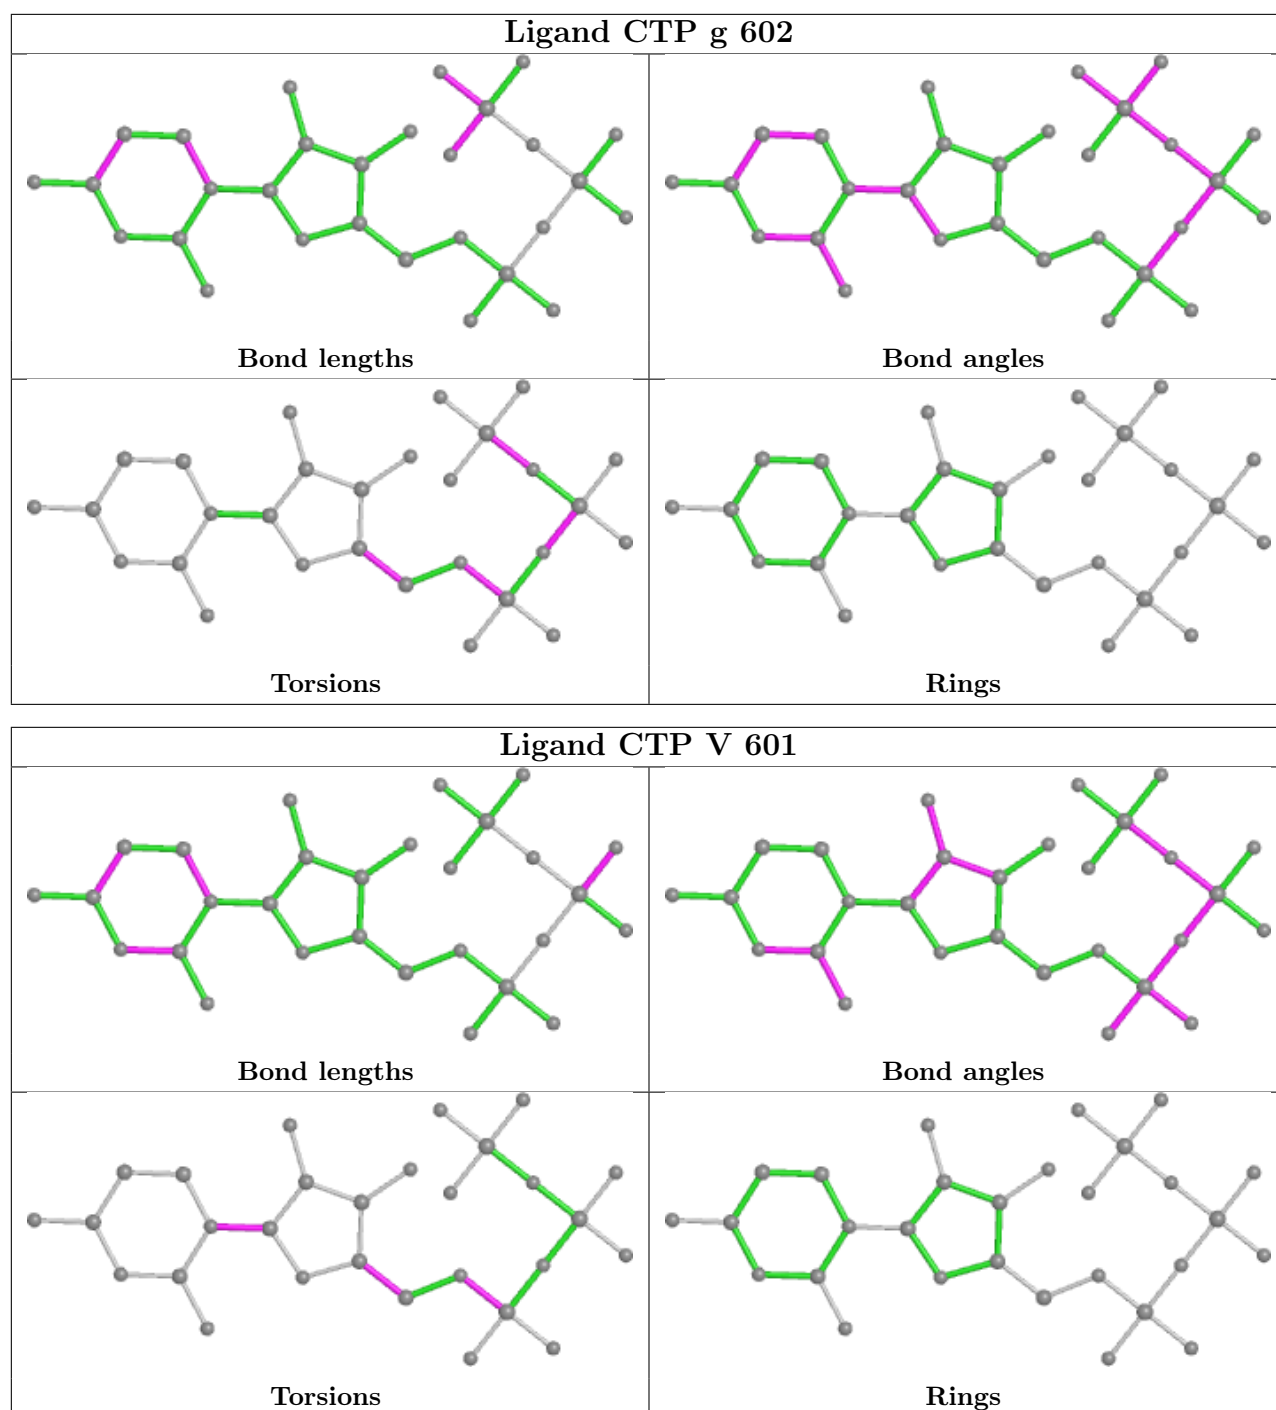 Ligand CTP g 602
Bond lengths
Bond angles
Torsions
Rings
Ligand CTP V 601
Bond lengths
Bond angles
Torsions
Rings